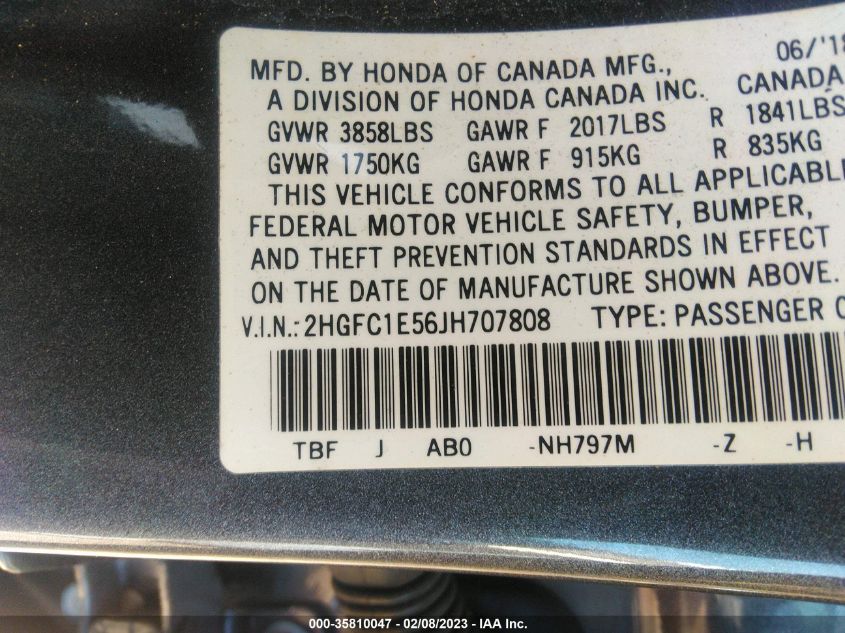 MFD. BY HONDA OF CANADA MFG., 06/'18
A DIVISION OF HONDA CANADA INC. CANADA
GVWR 3858LBS GAWR F 2017LBS R 1841LBS
GVWR 1750KG GAWR F 915KG R 835KG
THIS VEHICLE CONFORMS TO ALL APPLICABLE
FEDERAL MOTOR VEHICLE SAFETY, BUMPER,
AND THEFT PREVENTION STANDARDS IN EFFECT
ON THE DATE OF MANUFACTURE SHOWN ABOVE.
V.I.N.: 2HGFC1E56JH707808 TYPE: PASSENGER
TBF J AB0 -NH797M -Z -H
000-35810047 — 02/08/2023 — IAA Inc.